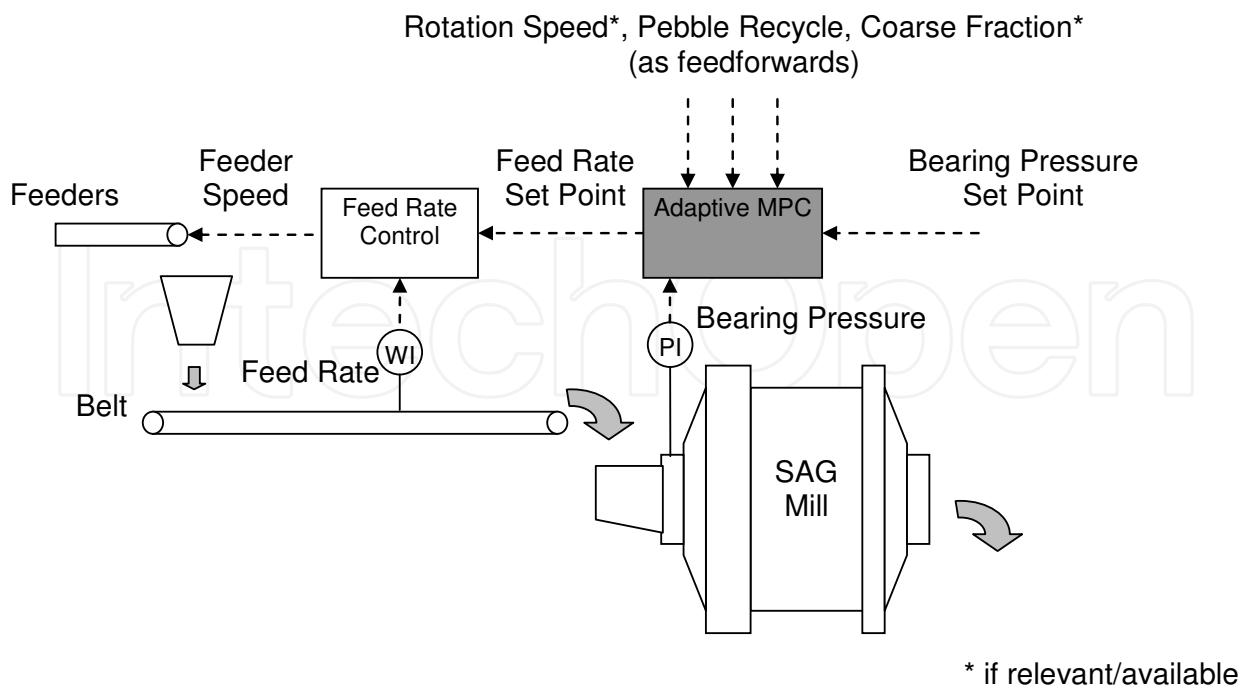 Rotation Speed*, Pebble Recycle, Coarse Fraction*
(as feedforwards)
Feeders
Feeder
Speed
Feed Rate
Control
Feed Rate
Set Point
Adaptive MPC
Bearing Pressure
Set Point
IntechOpen
WI
Feed Rate
PI
Bearing Pressure
Belt
SAG
Mill
* if relevant/available